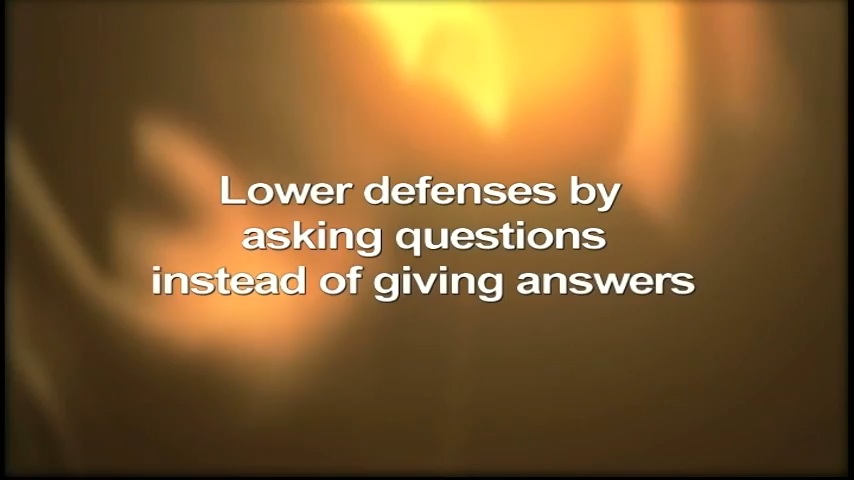 Lower defenses by
asking questions
instead of giving answers